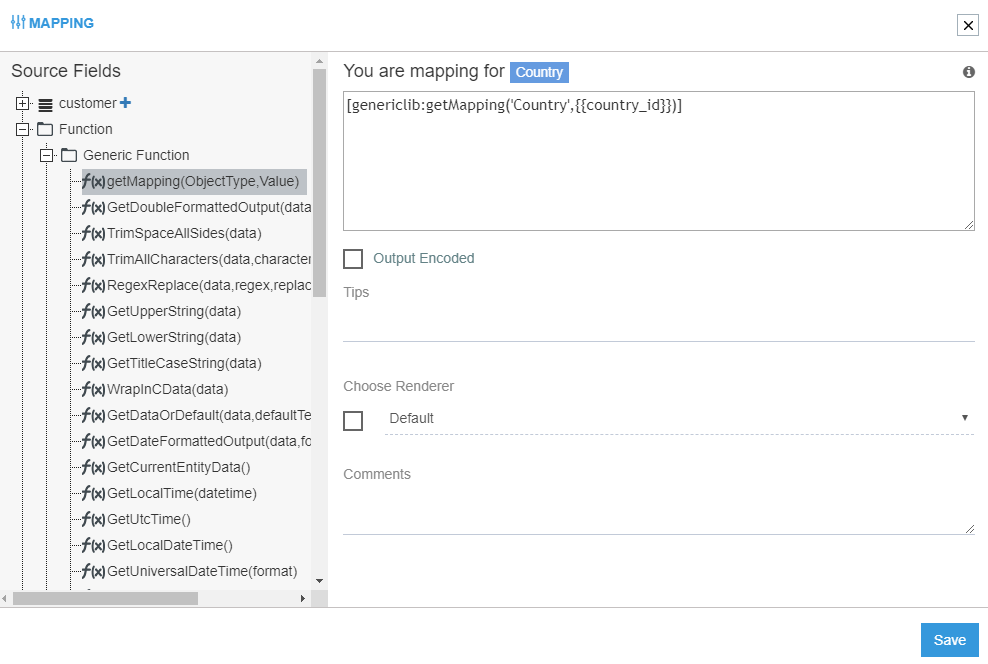 MAPPING
Source Fields
customer
Function
Generic Function
f(x) getMapping(ObjectType,Value)
f(x) GetDoubleFormattedOutput(data
f(x) TrimSpaceAllSides(data)
f(x) TrimAllCharacters(data,character
f(x) RegexReplace(data,regex,replac
f(x) GetUpperString(data)
f(x) GetLowerString(data)
f(x) GetTitleCaseString(data)
f(x) WrapInCData(data)
f(x) GetDataOrDefault(data,defaultTe
f(x) GetDateFormattedOutput(data,fo
f(x) GetCurrentEntityData()
f(x) GetLocalTime(datetime)
f(x) GetUtcTime()
f(x) GetLocalDateTime()
f(x) GetUniversalDateTime(format)
You are mapping for Country
[genericlib:getMapping('Country',{{country_id}})]
Output Encoded
Tips
Choose Renderer
Default
Comments
Save